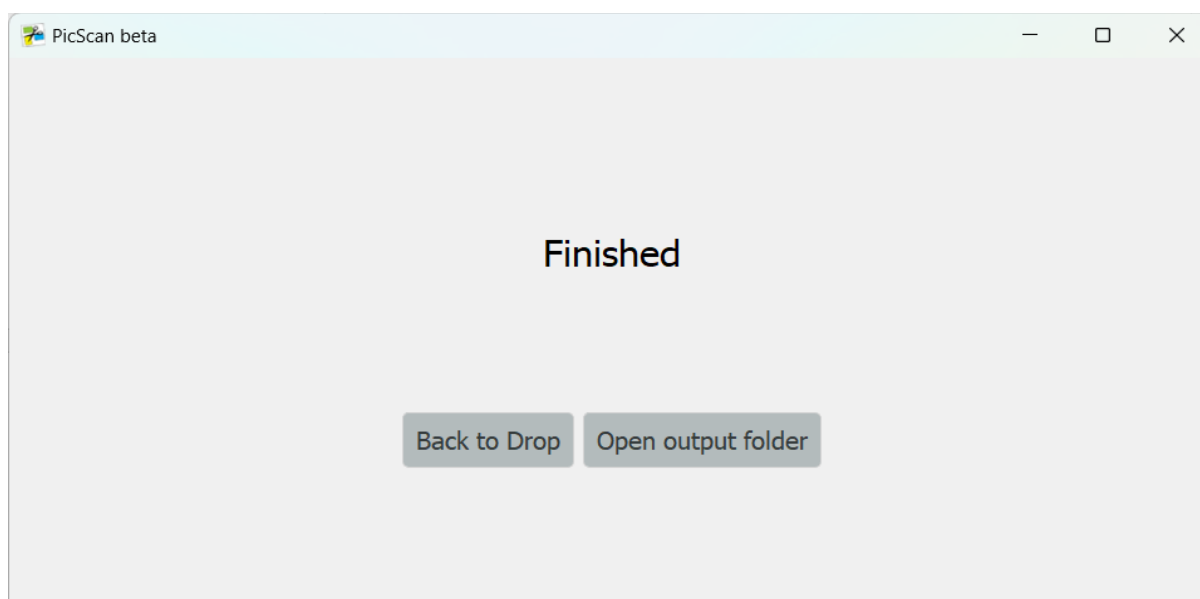 PicScan beta
Finished
Back to Drop
Open output folder